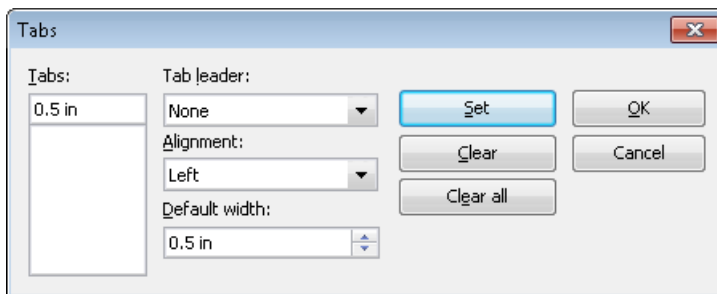 Tabs
Tabs:
0.5 in
Tab leader:
None
Alignment:
Left
Default width:
0.5 in
Set
OK
Clear
Cancel
Clear all